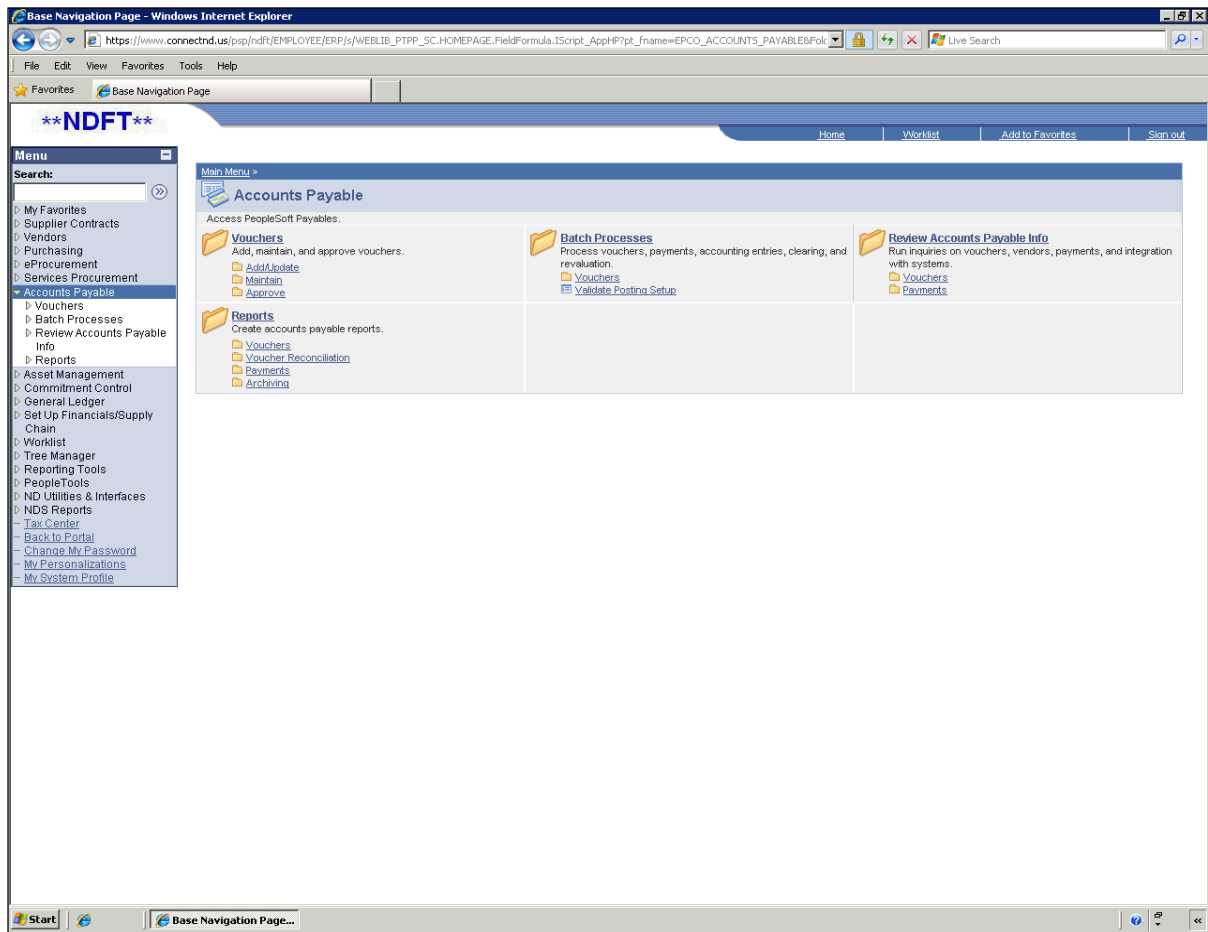 Base Navigation Page - Windows Internet Explorer
https://www.connectnd.us/psp/ndft/EMPLOYEE/ERP/s/WEBLIB_PTPP_SC.HOMEPAGE.FieldFormula.IScript_AppHP?pt_fname=EPCO_ACCOUNTS_PAYABLE&Fol
Live Search
File Edit View Favorites Tools Help
Favorites
Base Navigation Page
**NDFT**
Home
Worklist
Add to Favorites
Sign out
Menu
Search:
My Favorites
Supplier Contracts
Vendors
Purchasing
eProcurement
Services Procurement
Accounts Payable
Vouchers
Batch Processes
Review Accounts Payable
Info
Reports
Asset Management
Commitment Control
General Ledger
Set Up Financials/Supply
Chain
Worklist
Tree Manager
Reporting Tools
PeopleTools
ND Utilities & Interfaces
NDS Reports
Tax Center
Back to Portal
Change My Password
My Personalizations
My System Profile
Main Menu >
Accounts Payable
Access PeopleSoft Payables.
Vouchers
Add, maintain, and approve vouchers.
Add/Update
Maintain
Approve
Batch Processes
Process vouchers, payments, accounting entries, clearing, and
revaluation.
Vouchers
Validate Posting Setup
Review Accounts Payable Info
Run inquiries on vouchers, vendors, payments, and integration
with systems.
Vouchers
Payments
Reports
Create accounts payable reports.
Vouchers
Voucher Reconciliation
Payments
Archiving
Start
Base Navigation Page...